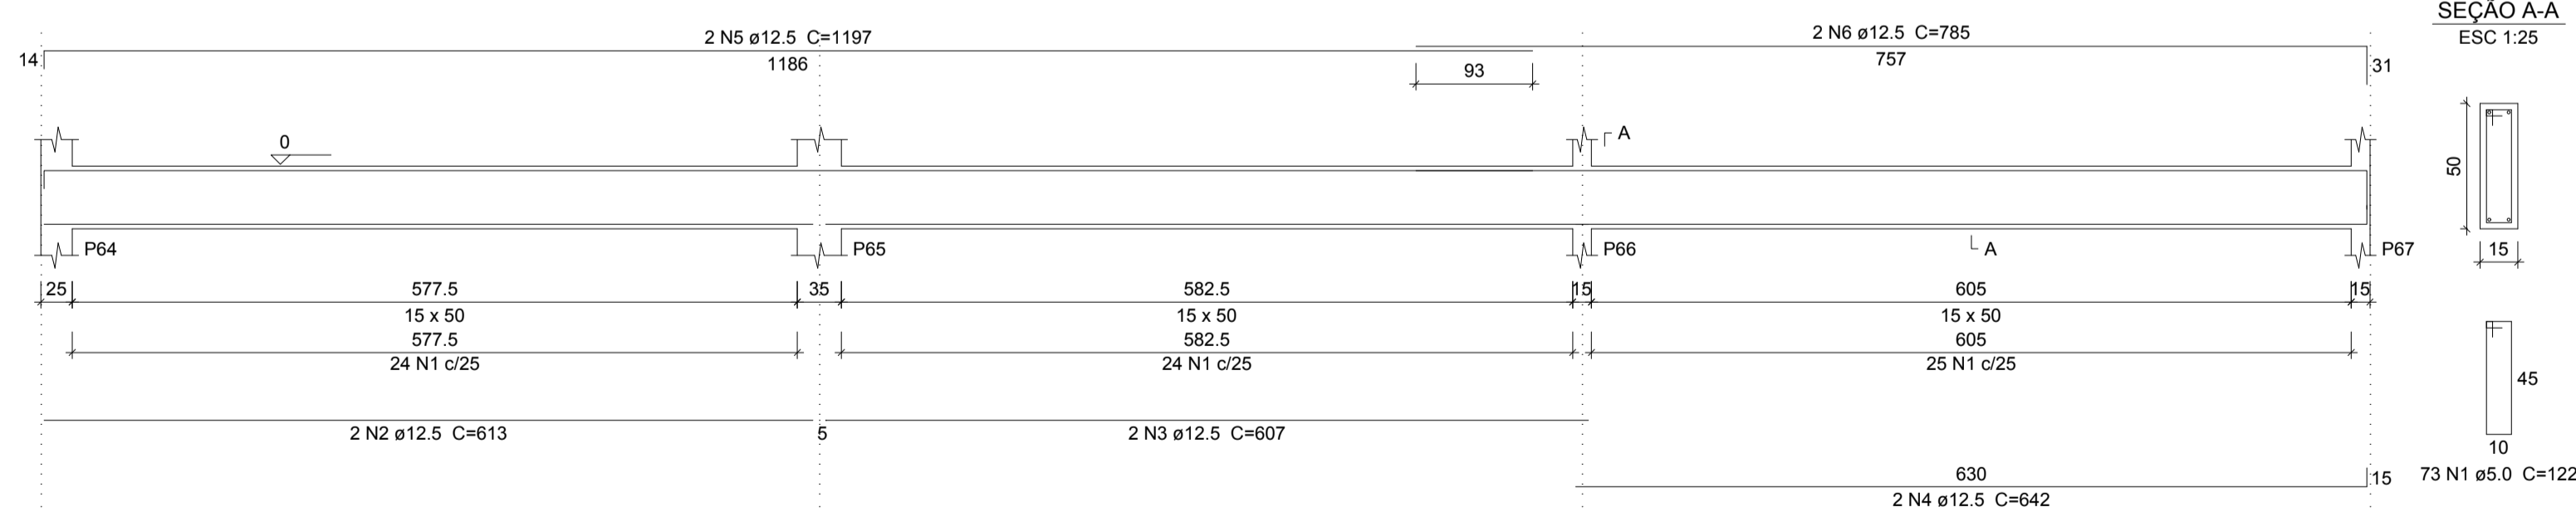 2 N5 ø12.5  C=1197
14
1186
2 N6 ø12.5  C=785
757
31
93
0
A
P64
P65
P66
A
P67
25
577.5
35
582.5
15
605
15
15 x 50
15 x 50
15 x 50
577.5
582.5
605
24 N1 c/25
24 N1 c/25
25 N1 c/25
2 N2 ø12.5  C=613
5
2 N3 ø12.5  C=607
630
15
2 N4 ø12.5  C=642
SEÇÃO A-A
ESC 1:25
50
15
45
10
73 N1 ø5.0  C=122